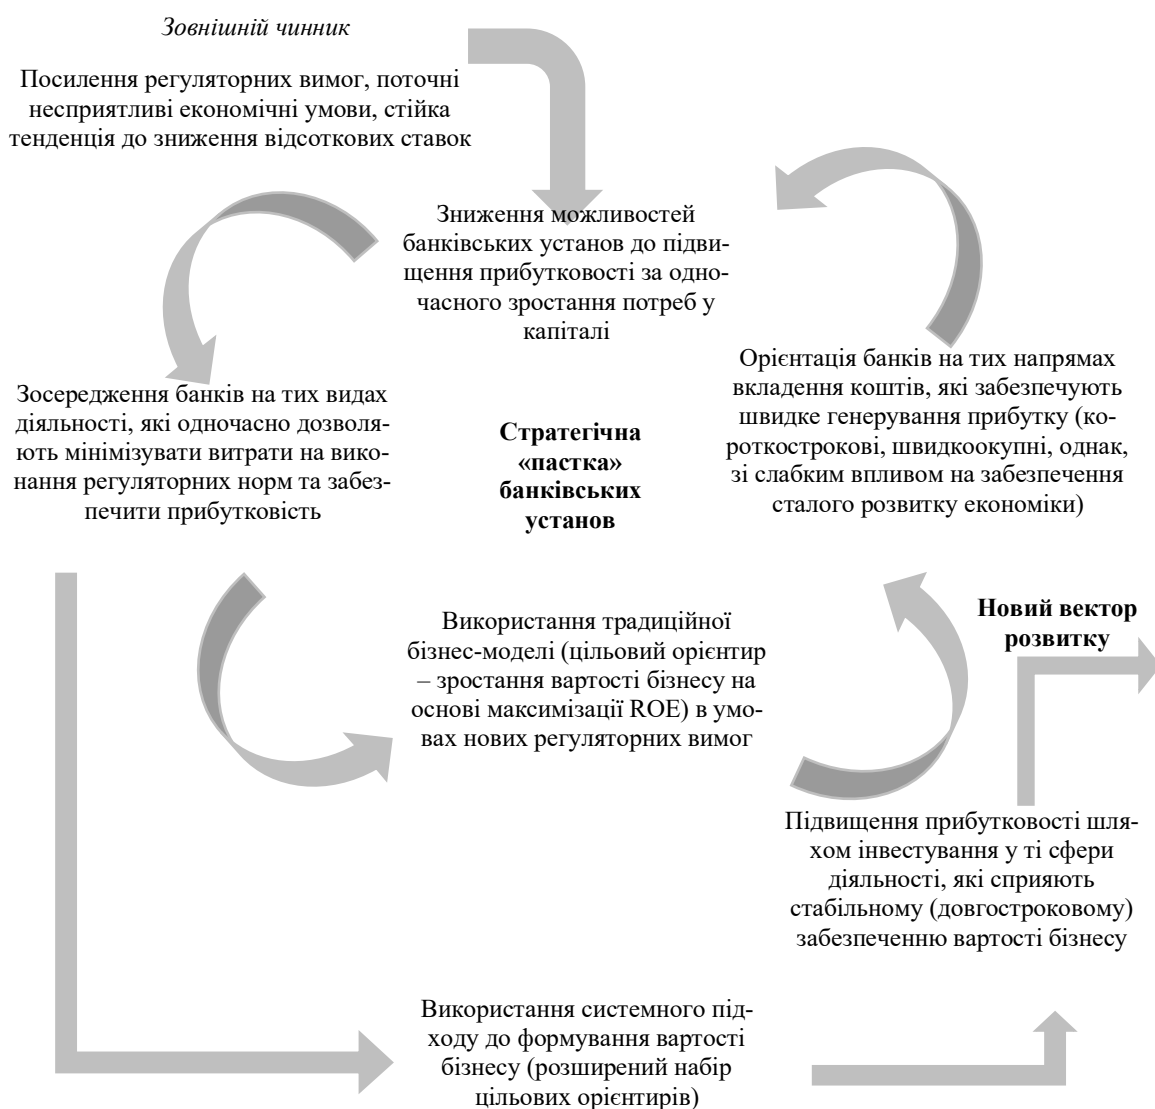 Зовнішній чинник
Посилення регуляторних вимог, поточні
несприятливі економічні умови, стійка
тенденція до зниження відсоткових ставок
Зниження можливостей
банківських установ до підви-
щення прибутковості за одно-
часного зростання потреб у
капіталі
Зосередження банків на тих видах
діяльності, які одночасно дозволя-
ють мінімізувати витрати на вико-
нання регуляторних норм та забез-
печити прибутковість
Стратегічна
«пастка»
банківських
установ
Орієнтація банків на тих напрямах
вкладення коштів, які забезпечують
швидке генерування прибутку (ко-
роткострокові, швидкоокупні, однак,
зі слабким впливом на забезпечення
сталого розвитку економіки)
Використання традиційної
бізнес-моделі (цільовий орієнтир
– зростання вартості бізнесу на
основі максимізації ROE) в умо-
вах нових регуляторних вимог
Новий вектор
розвитку
Підвищення прибутковості шля-
хом інвестування у ті сфери
діяльності, які сприяють
стабільному (довгостроковому)
забезпеченню вартості бізнесу
Використання системного під-
ходу до формування вартості
бізнесу (розширений набір
цільових орієнтирів)